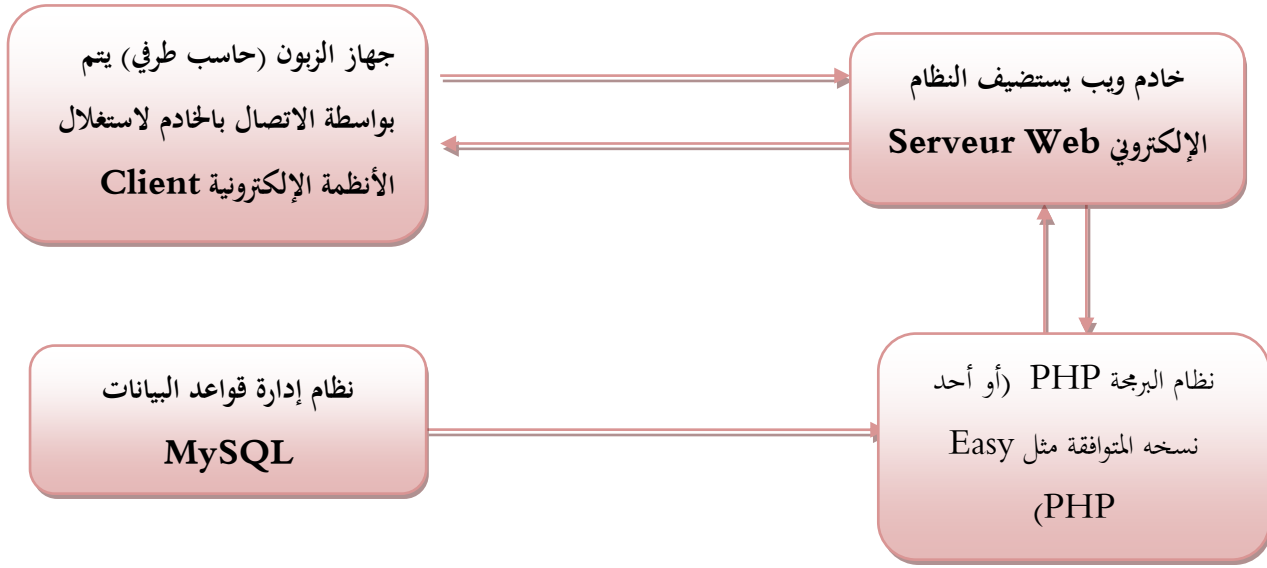 جهاز الزبون (حاسب طرفي) يتم
بواسطة الاتصال بالخادم لاستغلال
الأنظمة الإلكترونية Client
خادم ويب يستضيف النظام
الإلكتروني Serveur Web
نظام إدارة قواعد البيانات
MySQL
نظام البرمجة PHP (أو أحد
نسخه المتوافقة مثل Easy
PHP)